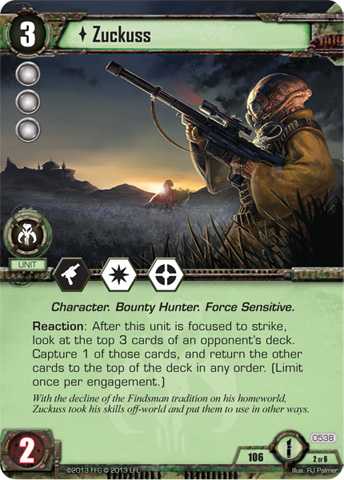 3
Zuckuss
UNIT
Character. Bounty Hunter. Force Sensitive.
Reaction: After this unit is focused to strike,
look at the top 3 cards of an opponent's deck.
Capture 1 of those cards, and return the other
cards to the top of the deck in any order. (Limit
once per engagement.)
With the decline of the Findsman tradition on his homeworld,
Zuckuss took his skills off-world and put them to use in other ways.
2
106
0538
2 OF 6
©2013 FFG ©2013 LFL
Illus. RJ Palmer